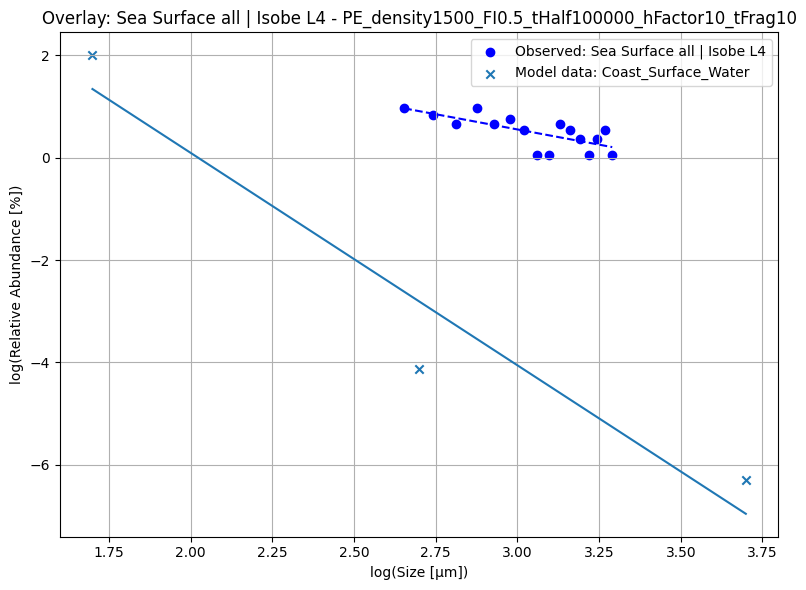 Overlay: Sea Surface all | Isobe L4 - PE_density1500_FI0.5_tHalf100000_hFactor10_tFrag10
Observed: Sea Surface all | Isobe L4
Model data: Coast_Surface_Water
log(Relative Abundance [%])
2
0
−2
−4
−6
1.75 2.00 2.25 2.50 2.75 3.00 3.25 3.50 3.75
log(Size [μm])